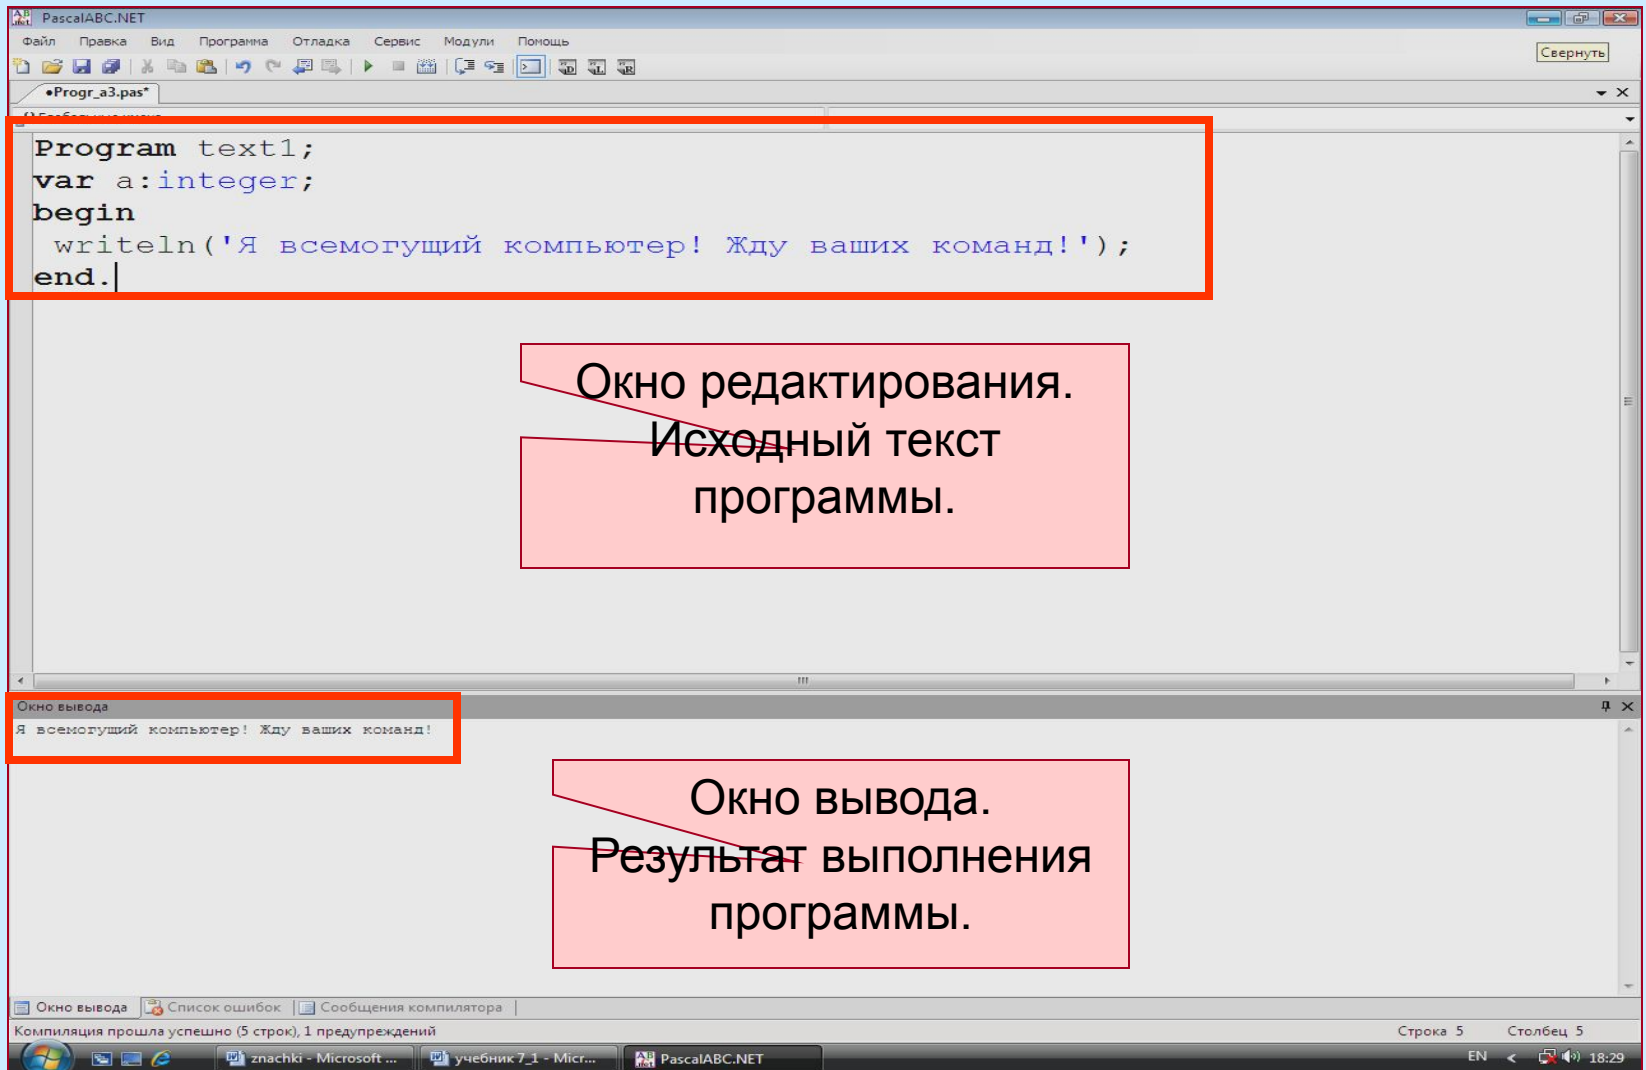 PascalABC.NET
Файл Правка Вид Программа Отладка Сервис Модули Помощь
Свернуть
•Progr_a3.pas*
Program text1;
var a:integer;
begin
writeln('Я всемогущий компьютер! Жду ваших команд!');
end.
Окно редактирования.
Исходный текст
программы.
Окно вывода
Я всемогущий компьютер! Жду ваших команд!
Окно вывода.
Результат выполнения
программы.
Окно вывода Список ошибок Сообщения компилятора
Компиляция прошла успешно (5 строк), 1 предупреждений Строка 5 Столбец 5
znachki - Microsoft ... учебник 7_1 - Micr... PascalABC.NET EN < 18:29